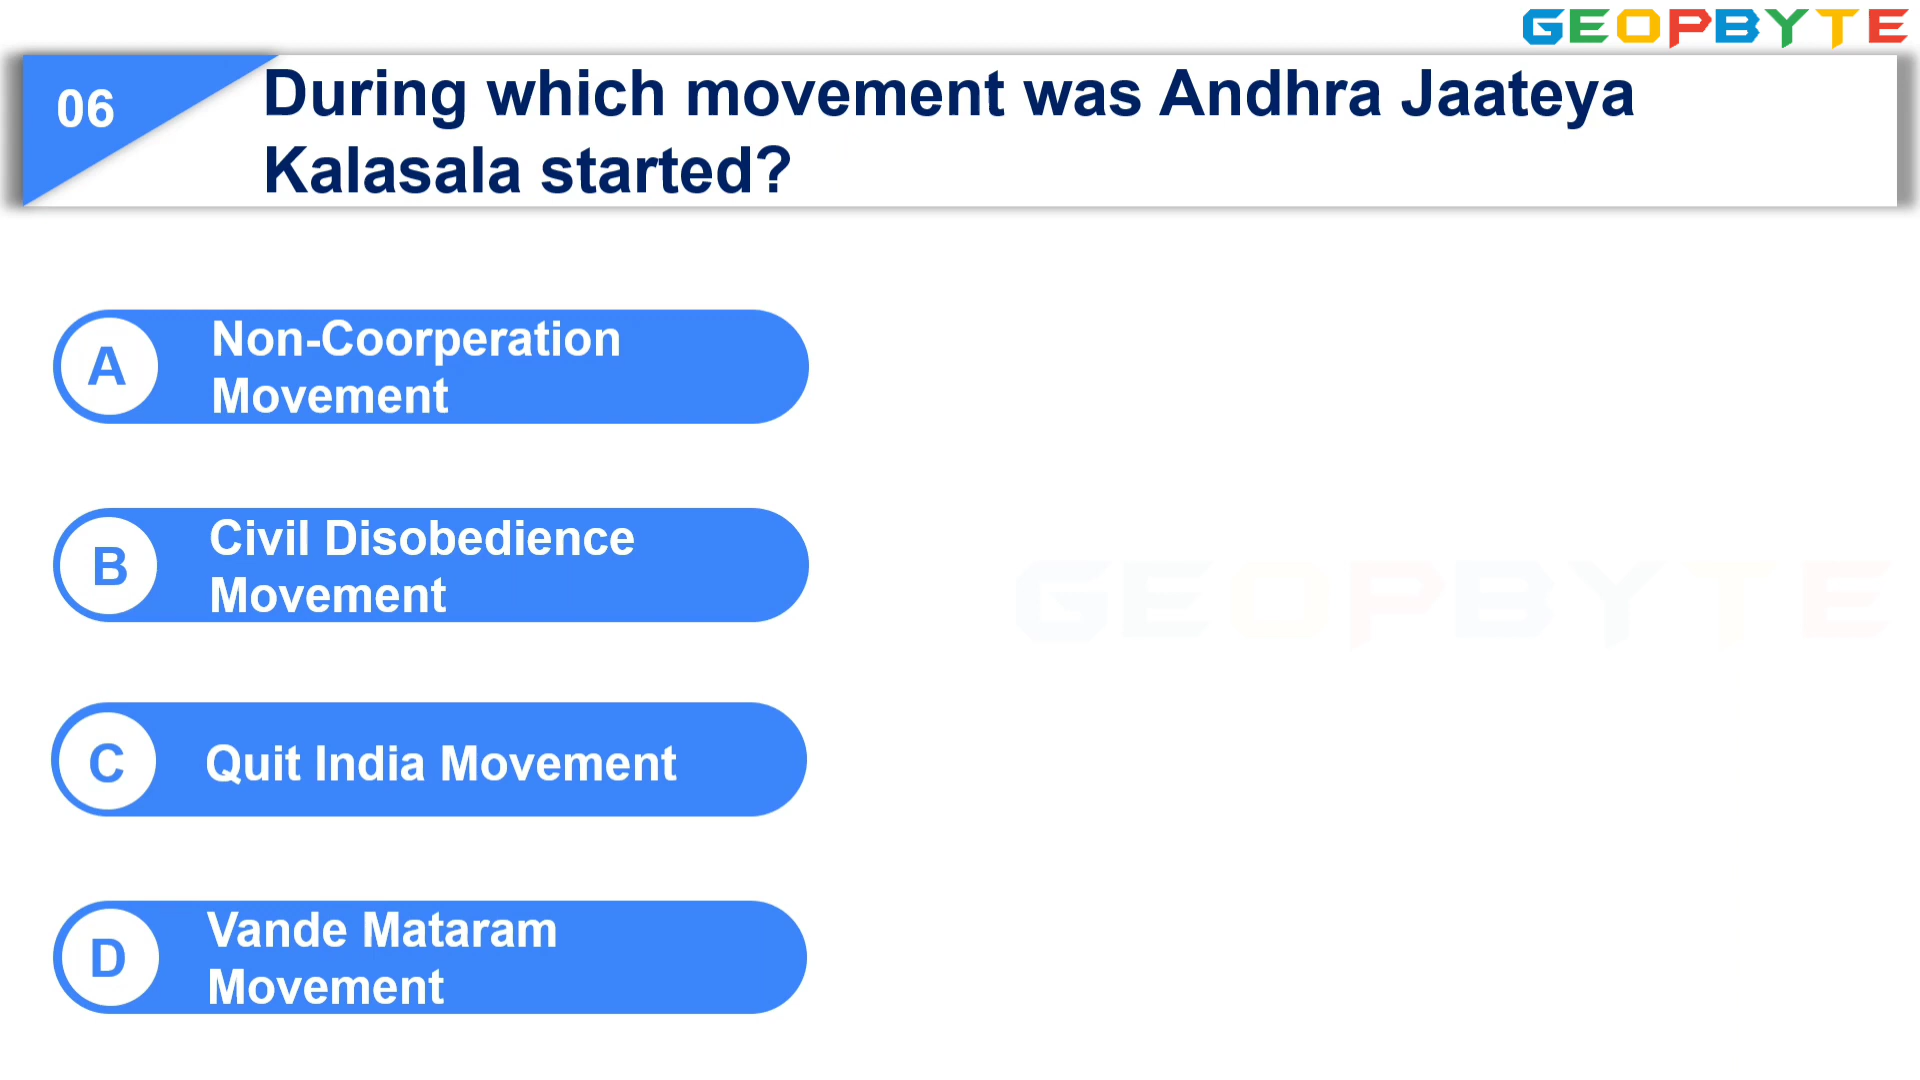 GEOPBYTE
06
During which movement was Andhra Jaateya
Kalasala started?
A
Non-Coorperation
Movement
B
Civil Disobedience
Movement
GEOPBYTE
C
Quit India Movement
D
Vande Mataram
Movement